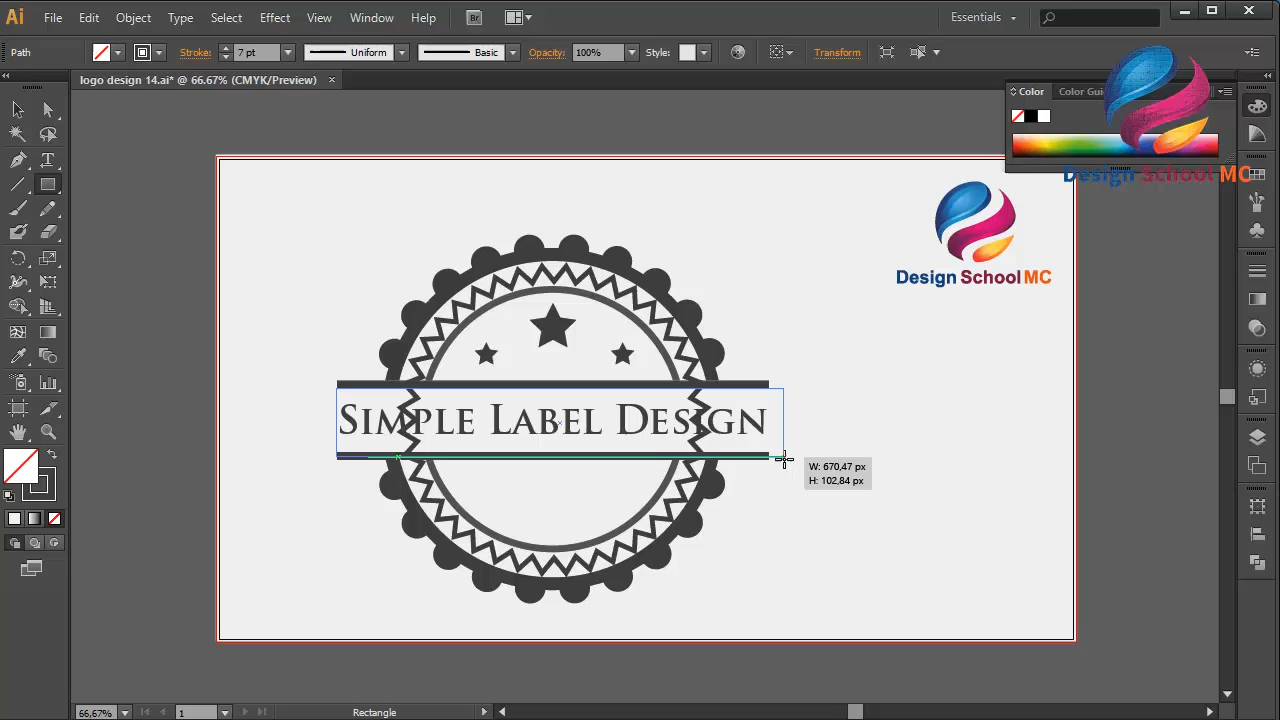 Ai File Edit Object Type Select Effect View Window Help Br Essentials
Path Stroke: 7 pt Uniform Basic Opacity: 100% Style: Transform
logo design 14.ai* @ 66.67% (CMYK/Preview) ×
Color Color Gui
Design School MC
Design School MC
SIMPLE LABEL DESIGN
W: 670,47 px
H: 102,84 px
66,67% 1 Rectangle